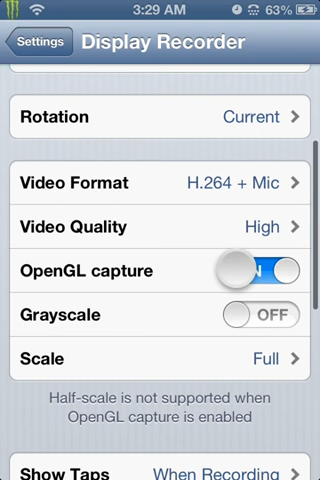 3:29 AM
63%
Settings
Display Recorder
Rotation
Current
Video Format
H.264 + Mic
Video Quality
High
OpenGL capture
N
Grayscale
OFF
Scale
Full
Half-scale is not supported when
OpenGL capture is enabled
Show Taps
When Recording